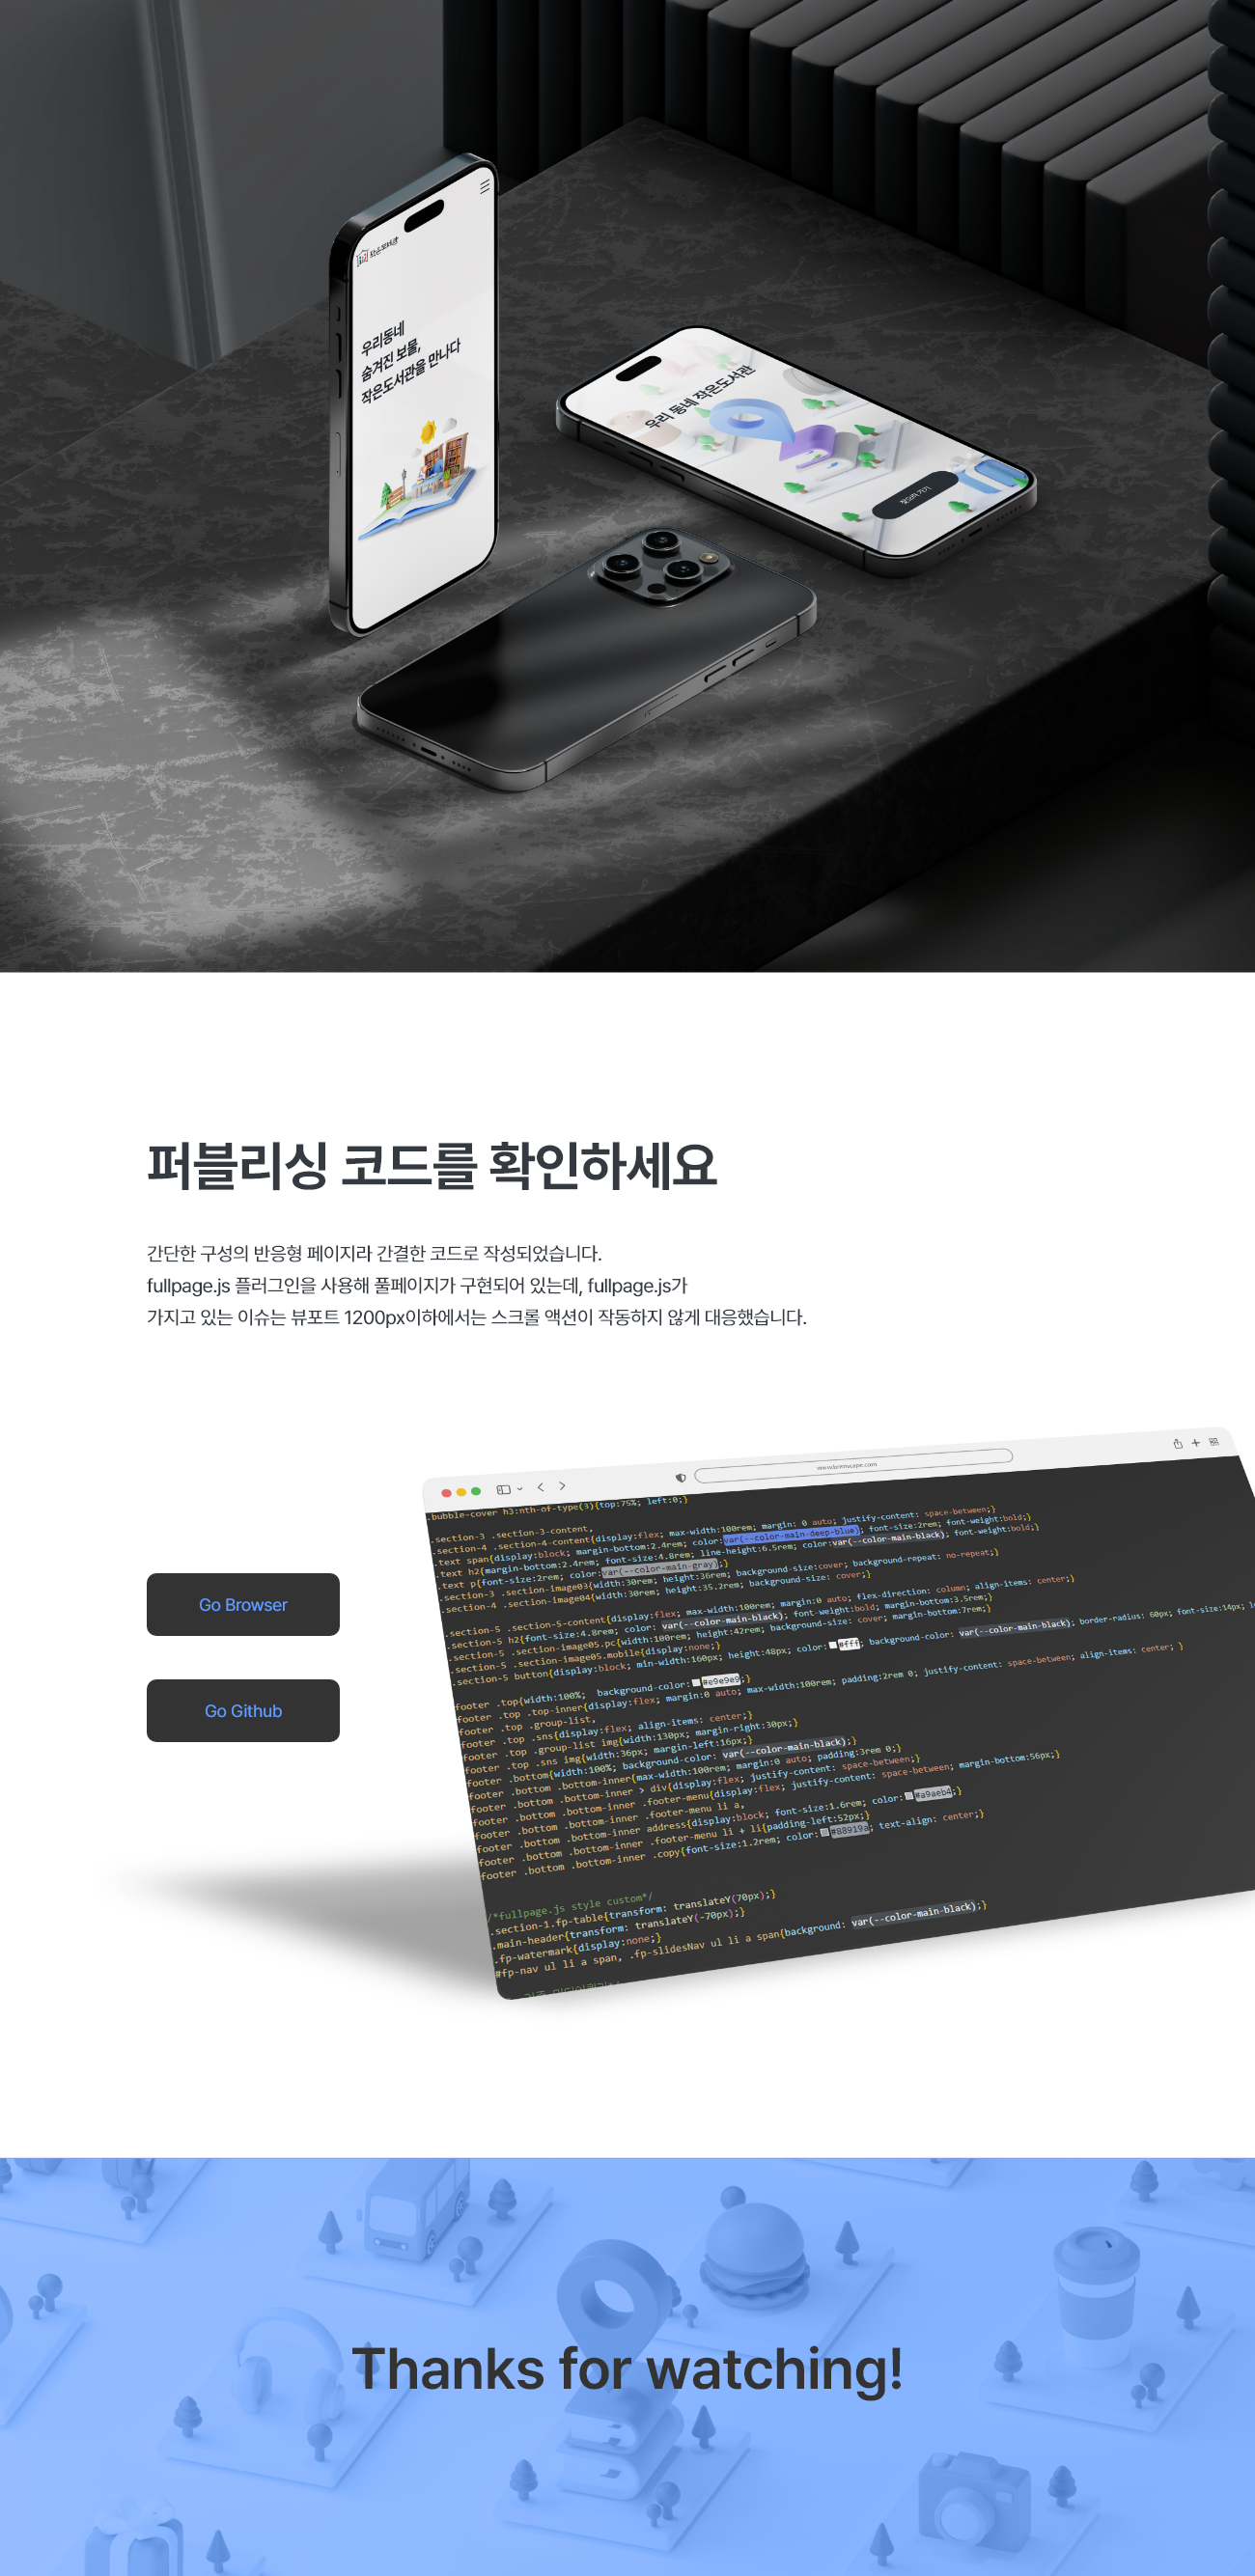 작은도서관
우리동네
숨겨진 보물,
작은도서관을 만나다
우리 동네 작은도서관
찾으러 가기
퍼블리싱 코드를 확인하세요
간단한 구성의 반응형 페이지라 간결한 코드로 작성되었습니다.
fullpage.js 플러그인을 사용해 풀페이지가 구현되어 있는데, fullpage.js가
가지고 있는 이슈는 뷰포트 1200px이하에서는 스크롤 액션이 작동하지 않게 대응했습니다.
Go Browser
Go Github
.bubble-cover h3:nth-of-type(3){top:75%; left:0;}
.section-3 .section-3-content,
.section-4 .section-4-content{display:flex; max-width:100rem; margin: 0 auto; justify-content: space-between;}
.text span{display:block; margin-bottom:2.4rem; color:var(--color-main-deep-blue); font-size:2rem; font-weight:bold;}
.text h2{margin-bottom:2.4rem; font-size:4.8rem; line-height:6.5rem; color:var(--color-main-black); font-weight:bold;}
.text p{font-size:2rem; color:var(--color-main-gray);}
.section-3 .section-image03{width:30rem; height:36rem; background-size:cover; background-repeat: no-repeat;}
.section-4 .section-image04{width:30rem; height:35.2rem; background-size: cover;}
.section-5 .section-5-content{display:flex; max-width:100rem; margin:0 auto; flex-direction: column; align-items: center;}
.section-5 h2{font-size:4.8rem; color: var(--color-main-black); font-weight:bold; margin-bottom:3.5rem;}
.section-5 .section-image05.pc{width:100rem; height:42rem; background-size: cover; margin-bottom:7rem;}
.section-5 .section-image05.mobile{display:none;}
.section-5 button{display:block; min-width:160px; height:48px; color:#fff; background-color: var(--color-main-black); border-radius: 60px; font-size:14px;
footer .top{width:100%; background-color:#e9e9e9;}
footer .top .top-inner{display:flex; margin:0 auto; max-width:100rem; padding:2rem 0; justify-content: space-between; align-items: center; }
footer .top .group-list,
footer .top .sns{display:flex; align-items: center;}
footer .top .group-list img{width:130px; margin-right:30px;}
footer .top .sns img{width:36px; margin-left:16px;}
footer .bottom{width:100%; background-color: var(--color-main-black);}
footer .bottom .bottom-inner{max-width:100rem; margin:0 auto; padding:3rem 0;}
footer .bottom .bottom-inner > div{display:flex; justify-content: space-between;}
footer .bottom .bottom-inner .footer-menu{display:flex; justify-content: space-between; margin-bottom:56px;}
footer .bottom .bottom-inner .footer-menu li a,
footer .bottom .bottom-inner address{display:block; font-size:1.6rem; color:#a9aeb4;}
footer .bottom .bottom-inner .footer-menu li + li{padding-left:52px;}
footer .bottom .bottom-inner .copy{font-size:1.2rem; color:#88919a; text-align: center;}
/*fullpage.js style custom*/
.section-1.fp-table{transform: translateY(70px);}
.main-header{transform: translateY(-70px);}
.fp-watermark{display:none;}
#fp-nav ul li a span, .fp-slidesNav ul li a span{background: var(--color-main-black);}
Thanks for watching!